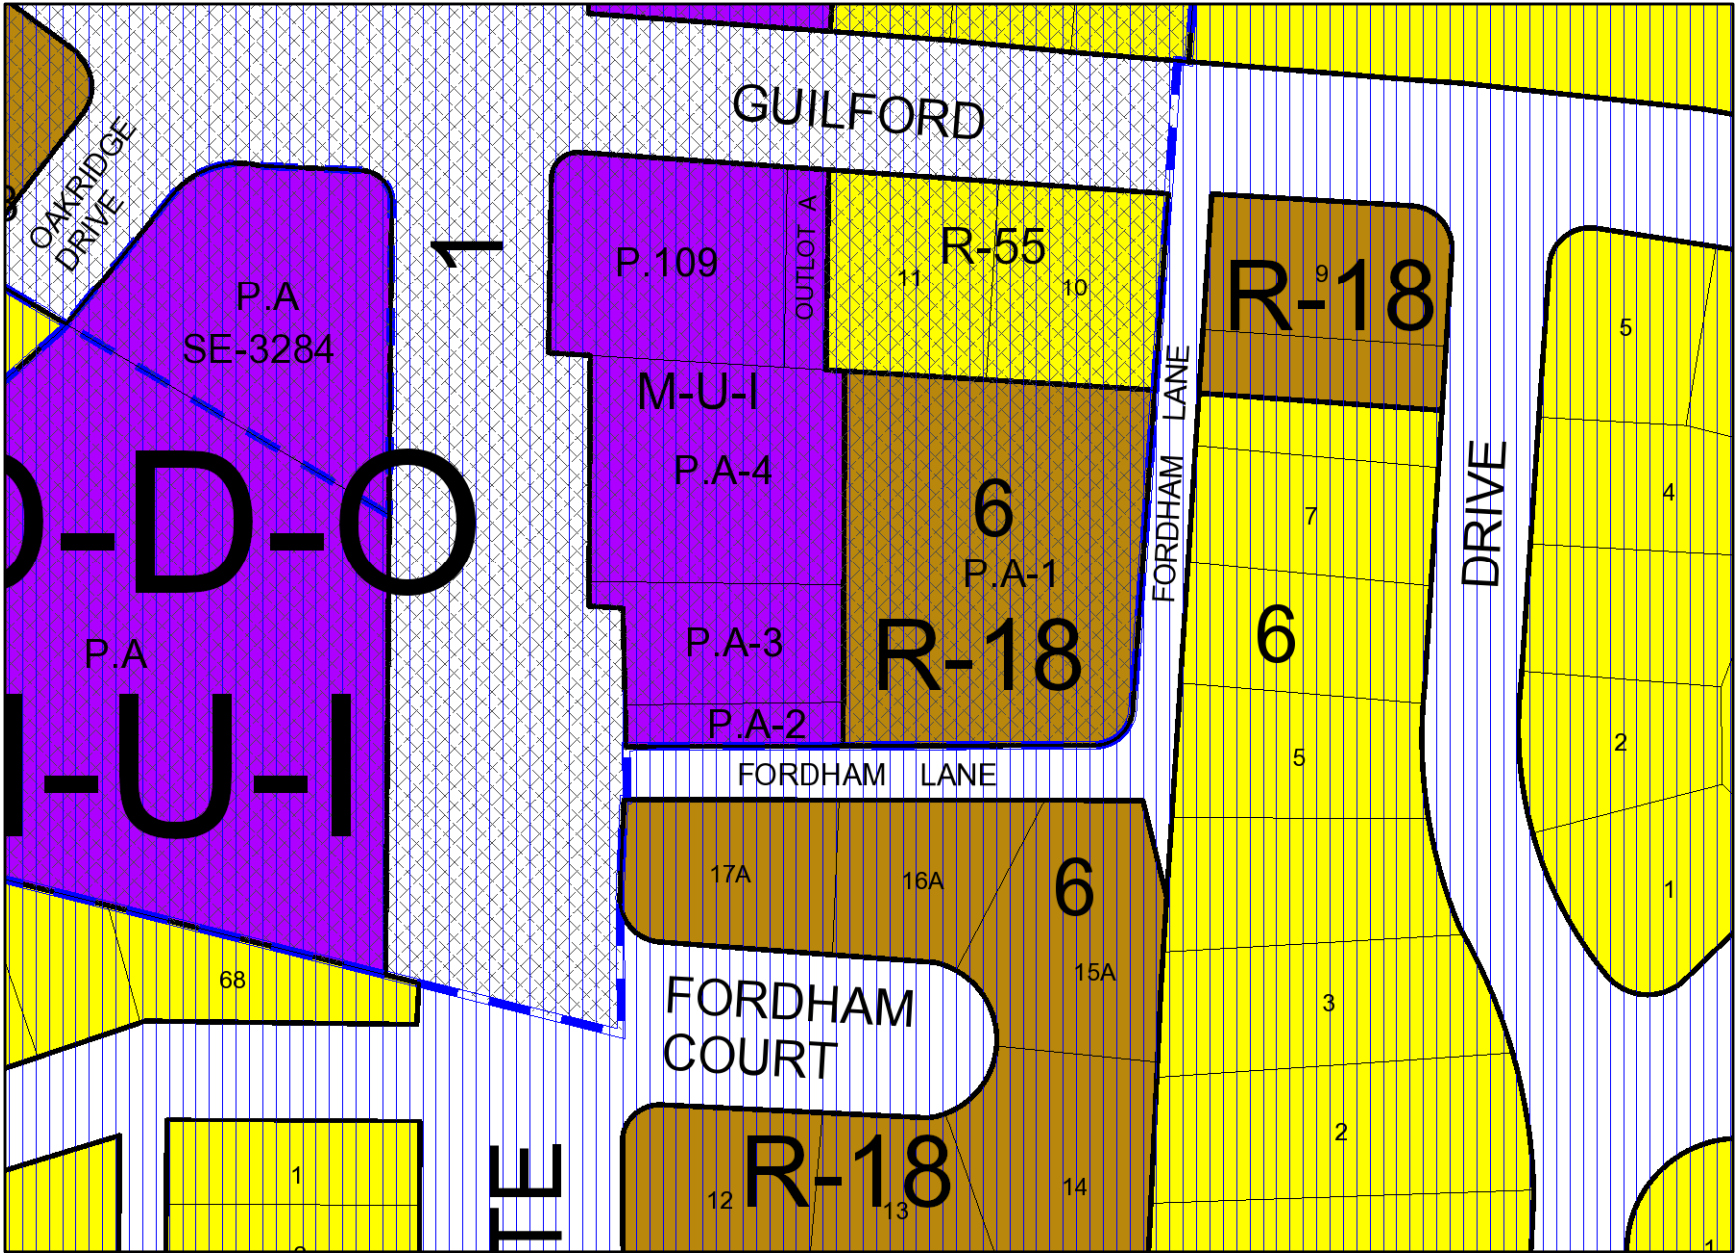 GUILFORD
OAKRIDGE
DRIVE
1
P.A
SE-3284
P.109
OUTLOT A
R-55
11
10
R-18
9
5
M-U-I
P.A-4
FORDHAM LANE
4
D-O
6
P.A-1
7
DRIVE
R-18
6
P.A
P.A-3
P.A-2
-U-I
5
2
FORDHAM LANE
17A
16A
6
1
15A
68
FORDHAM
COURT
3
2
TE
R-18
12
13
14
1
1